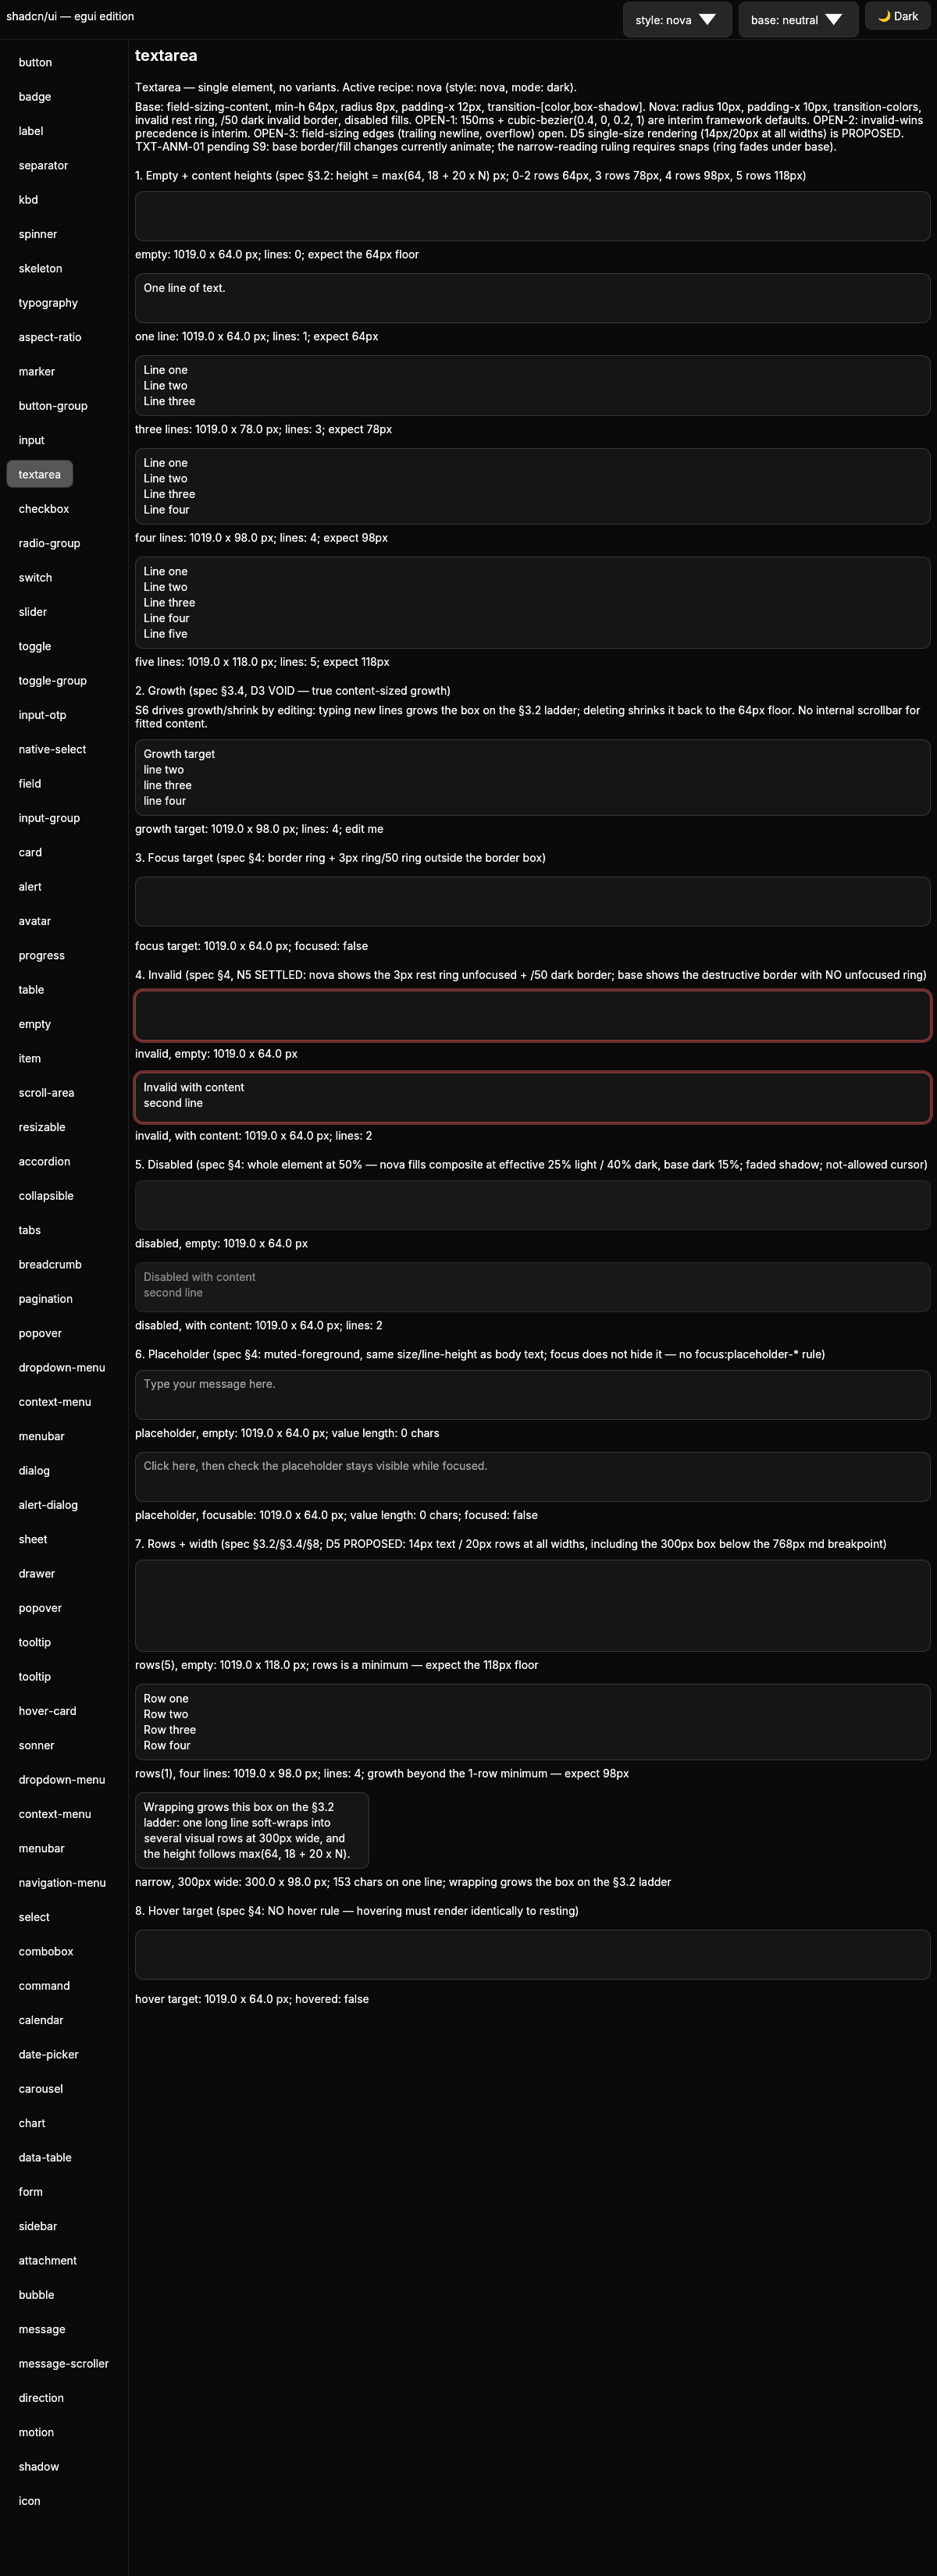 shadcn/ui — egui edition
style: nova
base: neutral
🌙 Dark
button
badge
label
separator
kbd
spinner
skeleton
typography
aspect-ratio
marker
button-group
input
textarea
checkbox
radio-group
switch
slider
toggle
toggle-group
input-otp
native-select
field
input-group
card
alert
avatar
progress
table
empty
item
scroll-area
resizable
accordion
collapsible
tabs
breadcrumb
pagination
popover
dropdown-menu
context-menu
menubar
dialog
alert-dialog
sheet
drawer
popover
tooltip
tooltip
hover-card
sonner
dropdown-menu
context-menu
menubar
navigation-menu
select
combobox
command
calendar
date-picker
carousel
chart
data-table
form
sidebar
attachment
bubble
message
message-scroller
direction
motion
shadow
icon
textarea
Textarea — single element, no variants. Active recipe: nova (style: nova, mode: dark).
Base: field-sizing-content, min-h 64px, radius 8px, padding-x 12px, transition-[color,box-shadow]. Nova: radius 10px, padding-x 10px, transition-colors,
invalid rest ring, /50 dark invalid border, disabled fills. OPEN-1: 150ms + cubic-bezier(0.4, 0, 0.2, 1) are interim framework defaults. OPEN-2: invalid-wins
precedence is interim. OPEN-3: field-sizing edges (trailing newline, overflow) open. D5 single-size rendering (14px/20px at all widths) is PROPOSED.
TXT-ANM-01 pending S9: base border/fill changes currently animate; the narrow-reading ruling requires snaps (ring fades under base).
1. Empty + content heights (spec §3.2: height = max(64, 18 + 20 x N) px; 0-2 rows 64px, 3 rows 78px, 4 rows 98px, 5 rows 118px)
empty: 1019.0 x 64.0 px; lines: 0; expect the 64px floor
One line of text.
one line: 1019.0 x 64.0 px; lines: 1; expect 64px
Line one
Line two
Line three
three lines: 1019.0 x 78.0 px; lines: 3; expect 78px
Line one
Line two
Line three
Line four
four lines: 1019.0 x 98.0 px; lines: 4; expect 98px
Line one
Line two
Line three
Line four
Line five
five lines: 1019.0 x 118.0 px; lines: 5; expect 118px
2. Growth (spec §3.4, D3 VOID — true content-sized growth)
S6 drives growth/shrink by editing: typing new lines grows the box on the §3.2 ladder; deleting shrinks it back to the 64px floor. No internal scrollbar for
fitted content.
Growth target
line two
line three
line four
growth target: 1019.0 x 98.0 px; lines: 4; edit me
3. Focus target (spec §4: border ring + 3px ring/50 ring outside the border box)
focus target: 1019.0 x 64.0 px; focused: false
4. Invalid (spec §4, N5 SETTLED: nova shows the 3px rest ring unfocused + /50 dark border; base shows the destructive border with NO unfocused ring)
invalid, empty: 1019.0 x 64.0 px
Invalid with content
second line
invalid, with content: 1019.0 x 64.0 px; lines: 2
5. Disabled (spec §4: whole element at 50% — nova fills composite at effective 25% light / 40% dark, base dark 15%; faded shadow; not-allowed cursor)
disabled, empty: 1019.0 x 64.0 px
Disabled with content
second line
disabled, with content: 1019.0 x 64.0 px; lines: 2
6. Placeholder (spec §4: muted-foreground, same size/line-height as body text; focus does not hide it — no focus:placeholder-* rule)
Type your message here.
placeholder, empty: 1019.0 x 64.0 px; value length: 0 chars
Click here, then check the placeholder stays visible while focused.
placeholder, focusable: 1019.0 x 64.0 px; value length: 0 chars; focused: false
7. Rows + width (spec §3.2/§3.4/§8; D5 PROPOSED: 14px text / 20px rows at all widths, including the 300px box below the 768px md breakpoint)
rows(5), empty: 1019.0 x 118.0 px; rows is a minimum — expect the 118px floor
Row one
Row two
Row three
Row four
rows(1), four lines: 1019.0 x 98.0 px; lines: 4; growth beyond the 1-row minimum — expect 98px
Wrapping grows this box on the §3.2
ladder: one long line soft-wraps into
several visual rows at 300px wide, and
the height follows max(64, 18 + 20 x N).
narrow, 300px wide: 300.0 x 98.0 px; 153 chars on one line; wrapping grows the box on the §3.2 ladder
8. Hover target (spec §4: NO hover rule — hovering must render identically to resting)
hover target: 1019.0 x 64.0 px; hovered: false